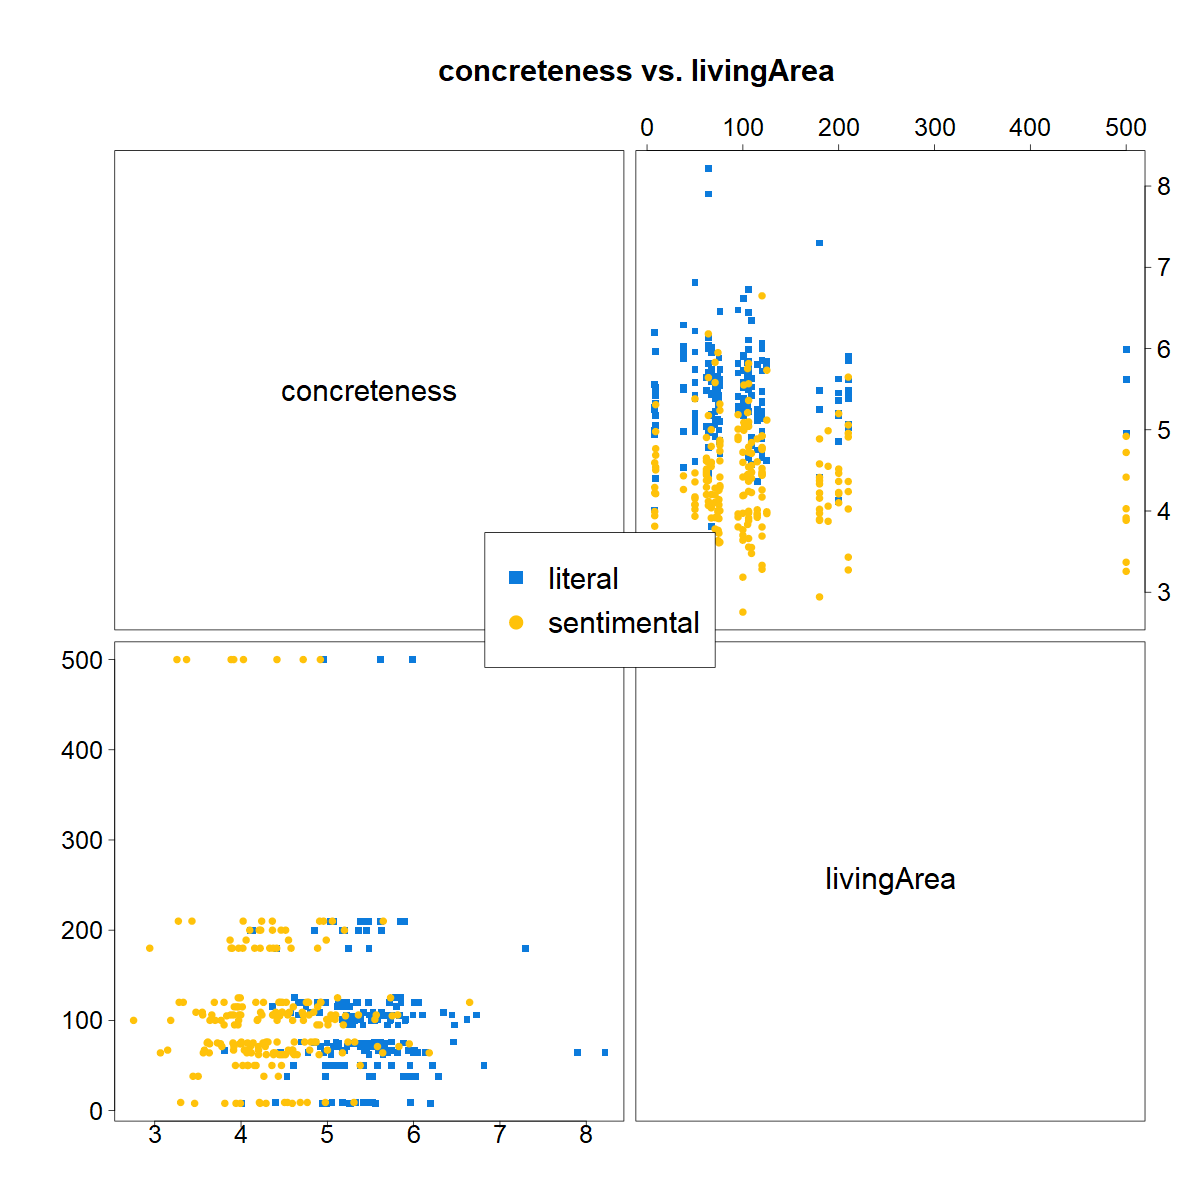 concreteness vs. livingArea
0 100 200 300 400 500
concreteness
8
7
6
5
4
3
literal
sentimental
500
400
300
200
100
0
livingArea
3 4 5 6 7 8